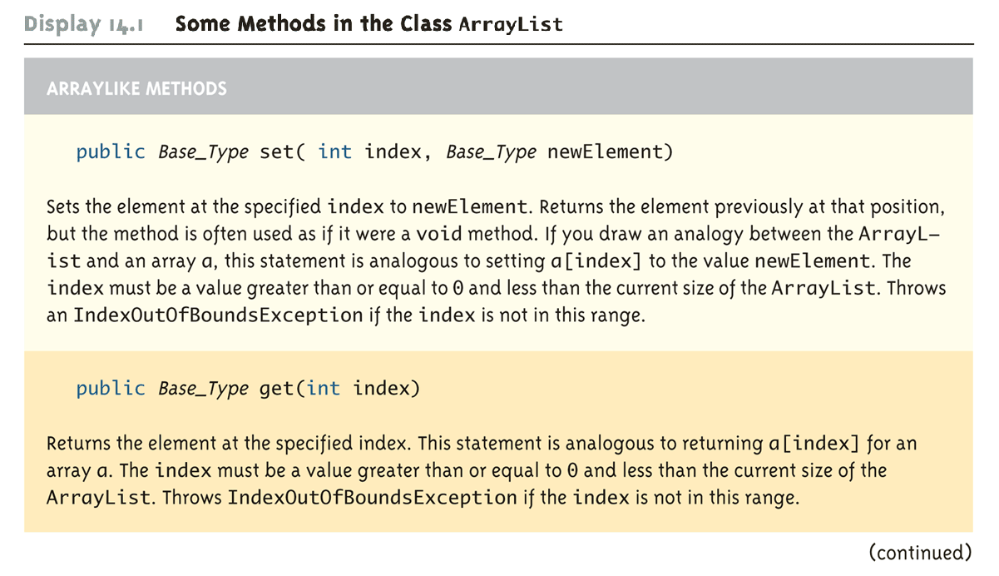 Display 14.1 Some Methods in the Class ArrayList
ARRAYLIKE METHODS
public Base_Type set( int index, Base_Type newElement)
Sets the element at the specified index to newElement. Returns the element previously at that position,
but the method is often used as if it were a void method. If you draw an analogy between the ArrayL–
ist and an array a, this statement is analogous to setting a[index] to the value newElement. The
index must be a value greater than or equal to 0 and less than the current size of the ArrayList. Throws
an IndexOutOfBoundsException if the index is not in this range.
public Base_Type get(int index)
Returns the element at the specified index. This statement is analogous to returning a[index] for an
array a. The index must be a value greater than or equal to 0 and less than the current size of the
ArrayList. Throws IndexOutOfBoundsException if the index is not in this range.
(continued)